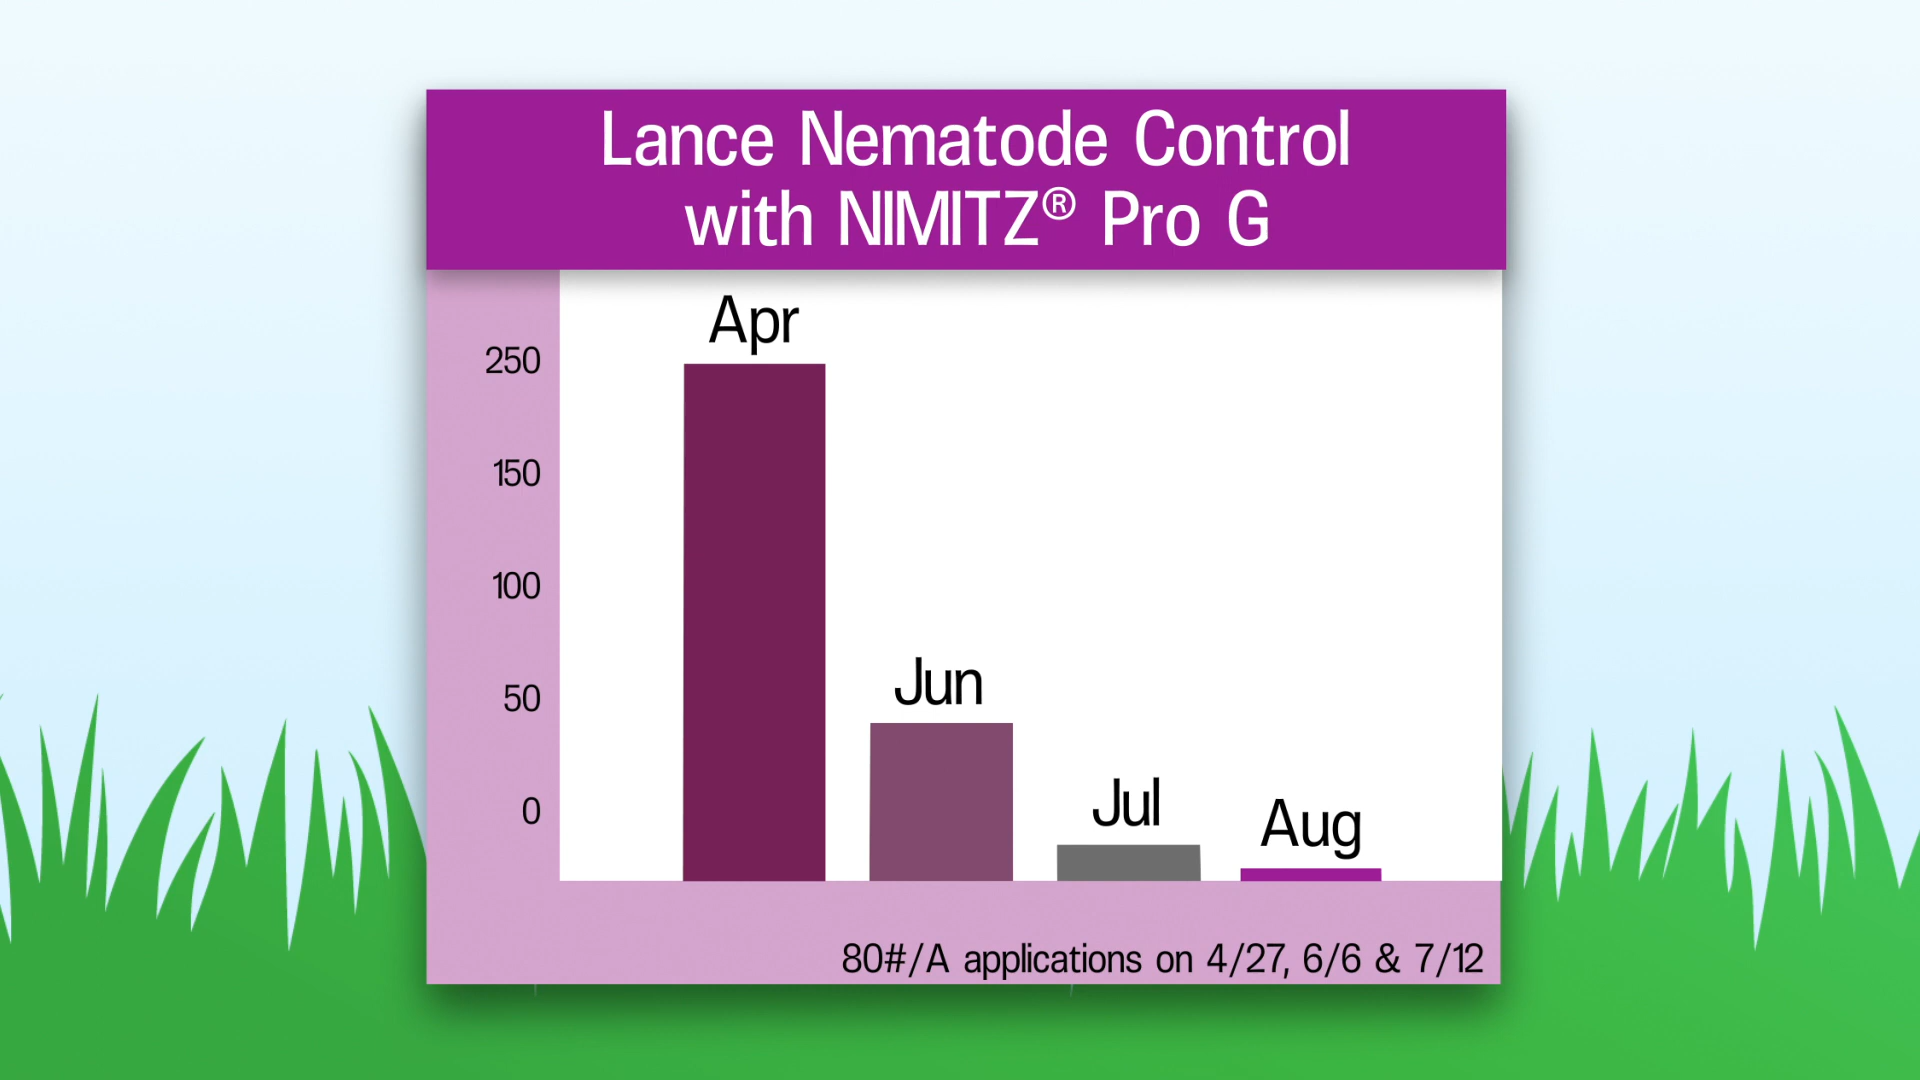 Lance Nematode Control
with NIMITZ® Pro G
Apr
250
150
100
Jun
50
Jul
Aug
0
80#/A applications on 4/27, 6/6 & 7/12